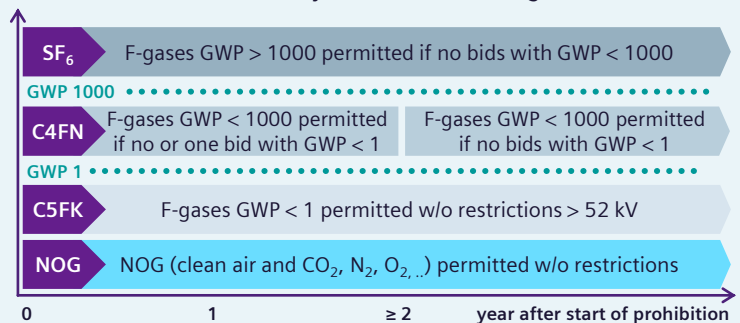 SF₆ F-gases GWP > 1000 permitted if no bids with GWP < 1000
GWP 1000
C4FN
F-gases GWP < 1000 permitted
if no or one bid with GWP < 1
F-gases GWP < 1000 permitted
if no bids with GWP < 1
GWP 1
C5FK F-gases GWP < 1 permitted w/o restrictions > 52 kV
NOG NOG (clean air and CO₂, N₂, O₂, ..) permitted w/o restrictions
0 1 ≥ 2 year after start of prohibition